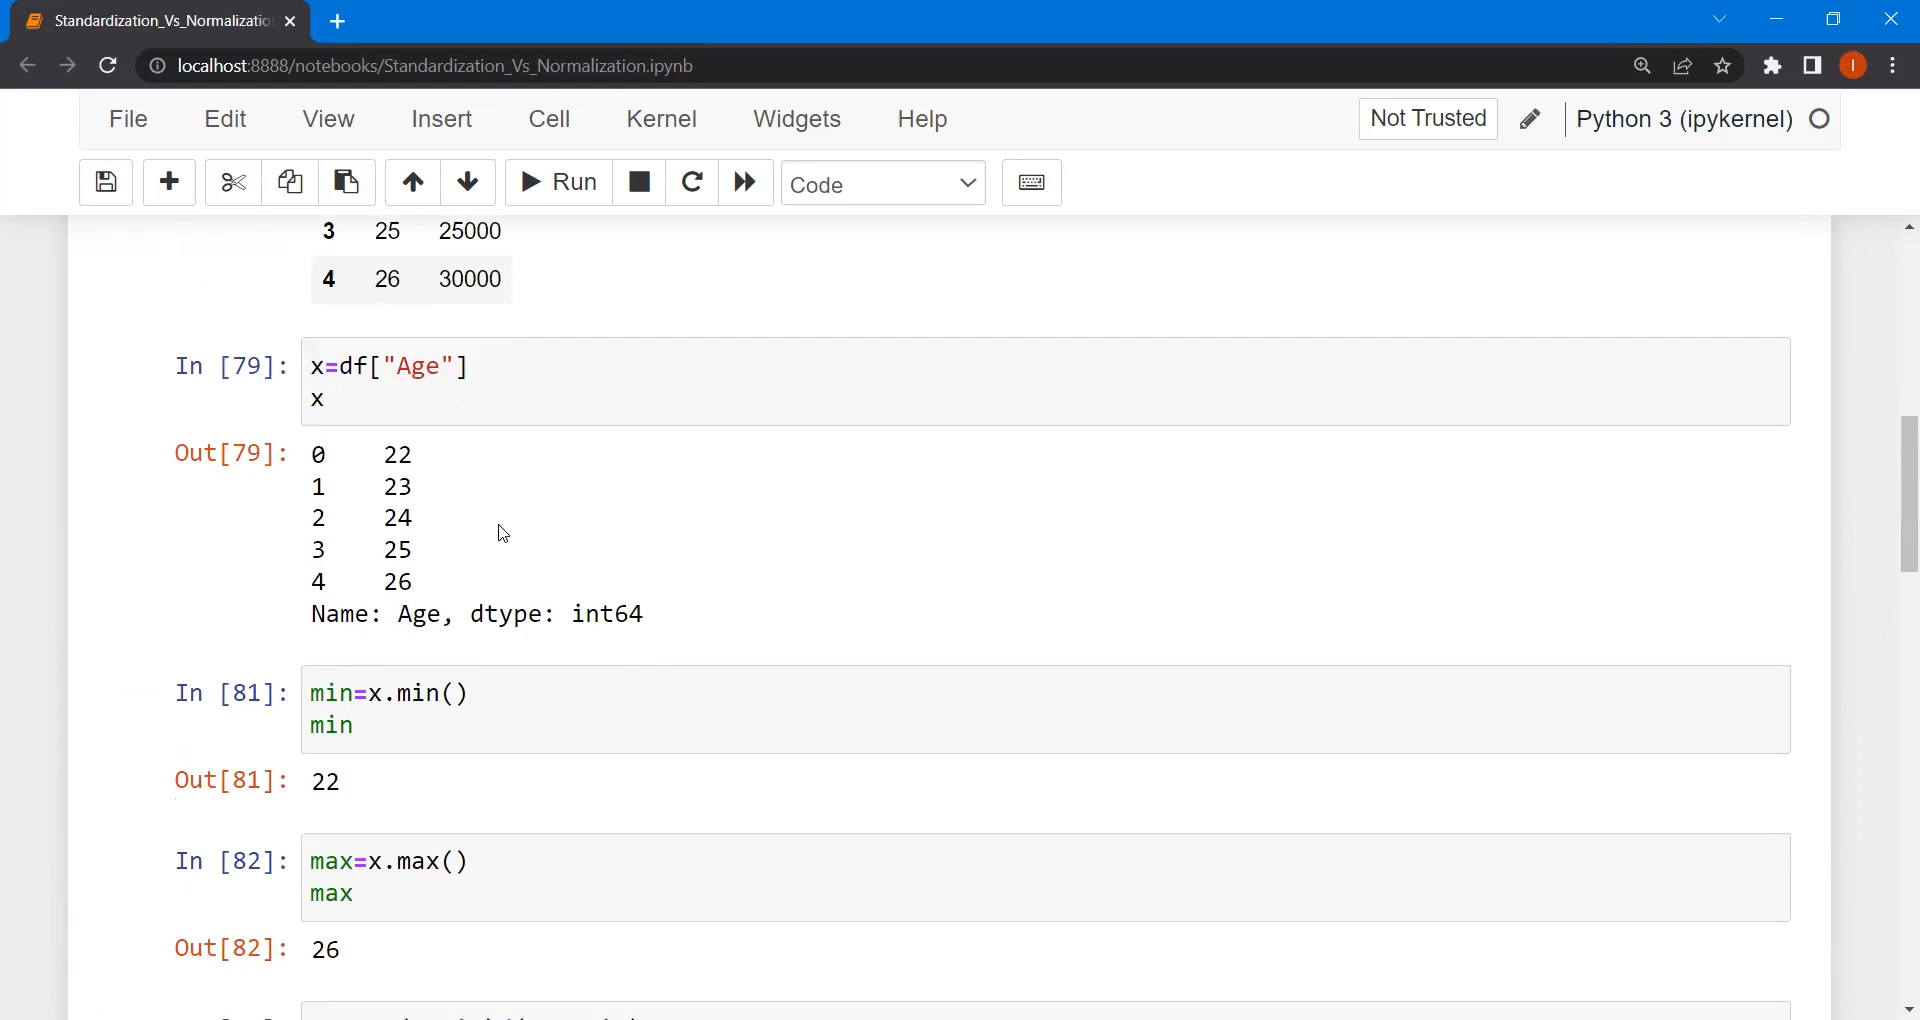 Standardization_Vs_Normalizatio
localhost:8888/notebooks/Standardization_Vs_Normalization.ipynb
I
File Edit View Insert Cell Kernel Widgets Help Not Trusted Python 3 (ipykernel)
Run Code
3 25 25000
4 26 30000
In [79]: x=df["Age"]
x
Out[79]: 0 22
1 23
2 24
3 25
4 26
Name: Age, dtype: int64
In [81]: min=x.min()
min
Out[81]: 22
In [82]: max=x.max()
max
Out[82]: 26